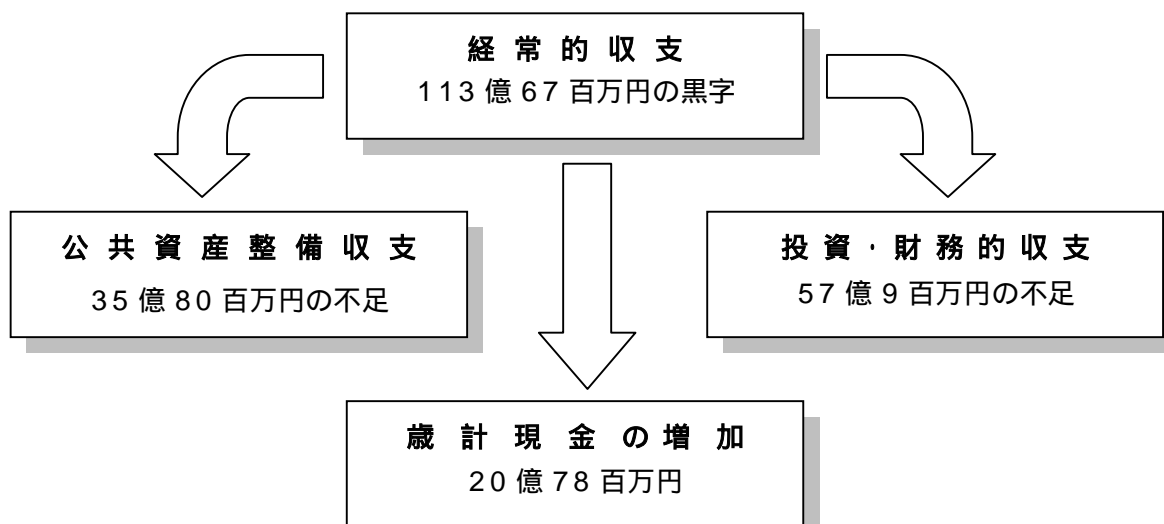 経常的収支
113億67百万円の黒字
公共資産整備収支
35億80百万円の不足
投資・財務的収支
57億9百万円の不足
歳計現金の増加
20億78百万円